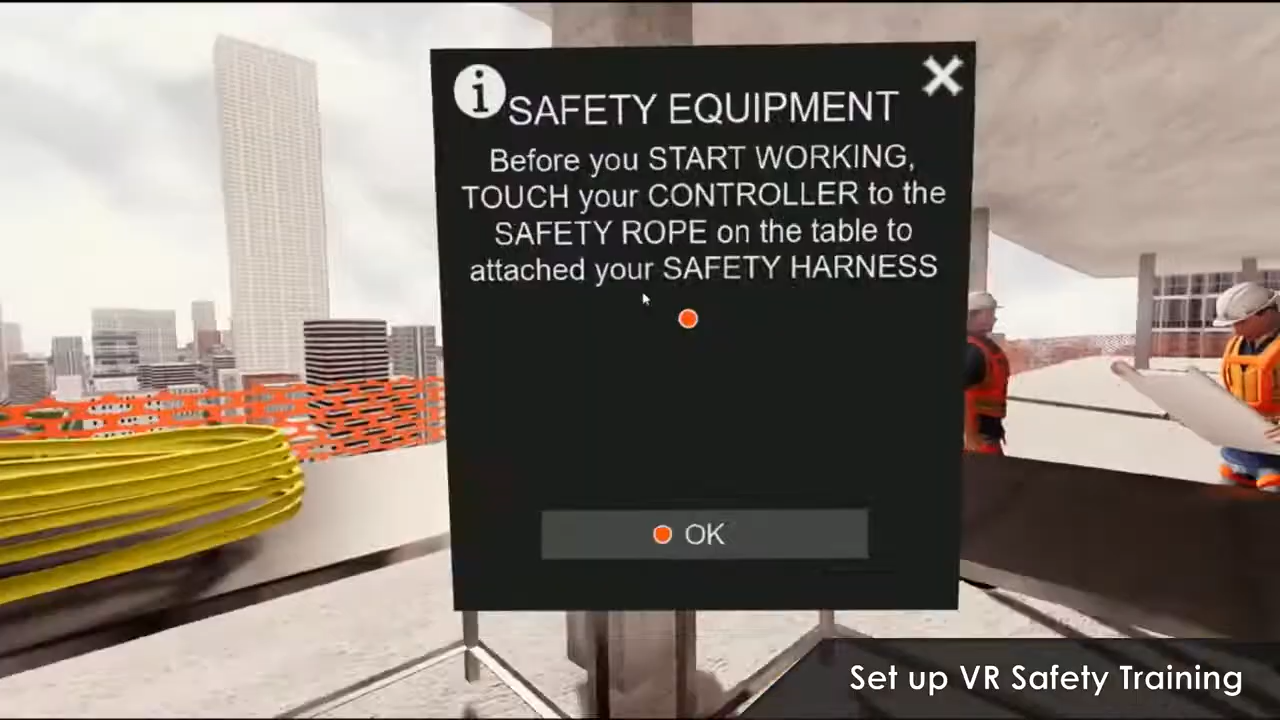 SAFETY EQUIPMENT
Before you START WORKING,
TOUCH your CONTROLLER to the
SAFETY ROPE on the table to
attached your SAFETY HARNESS
OK
Set up VR Safety Training